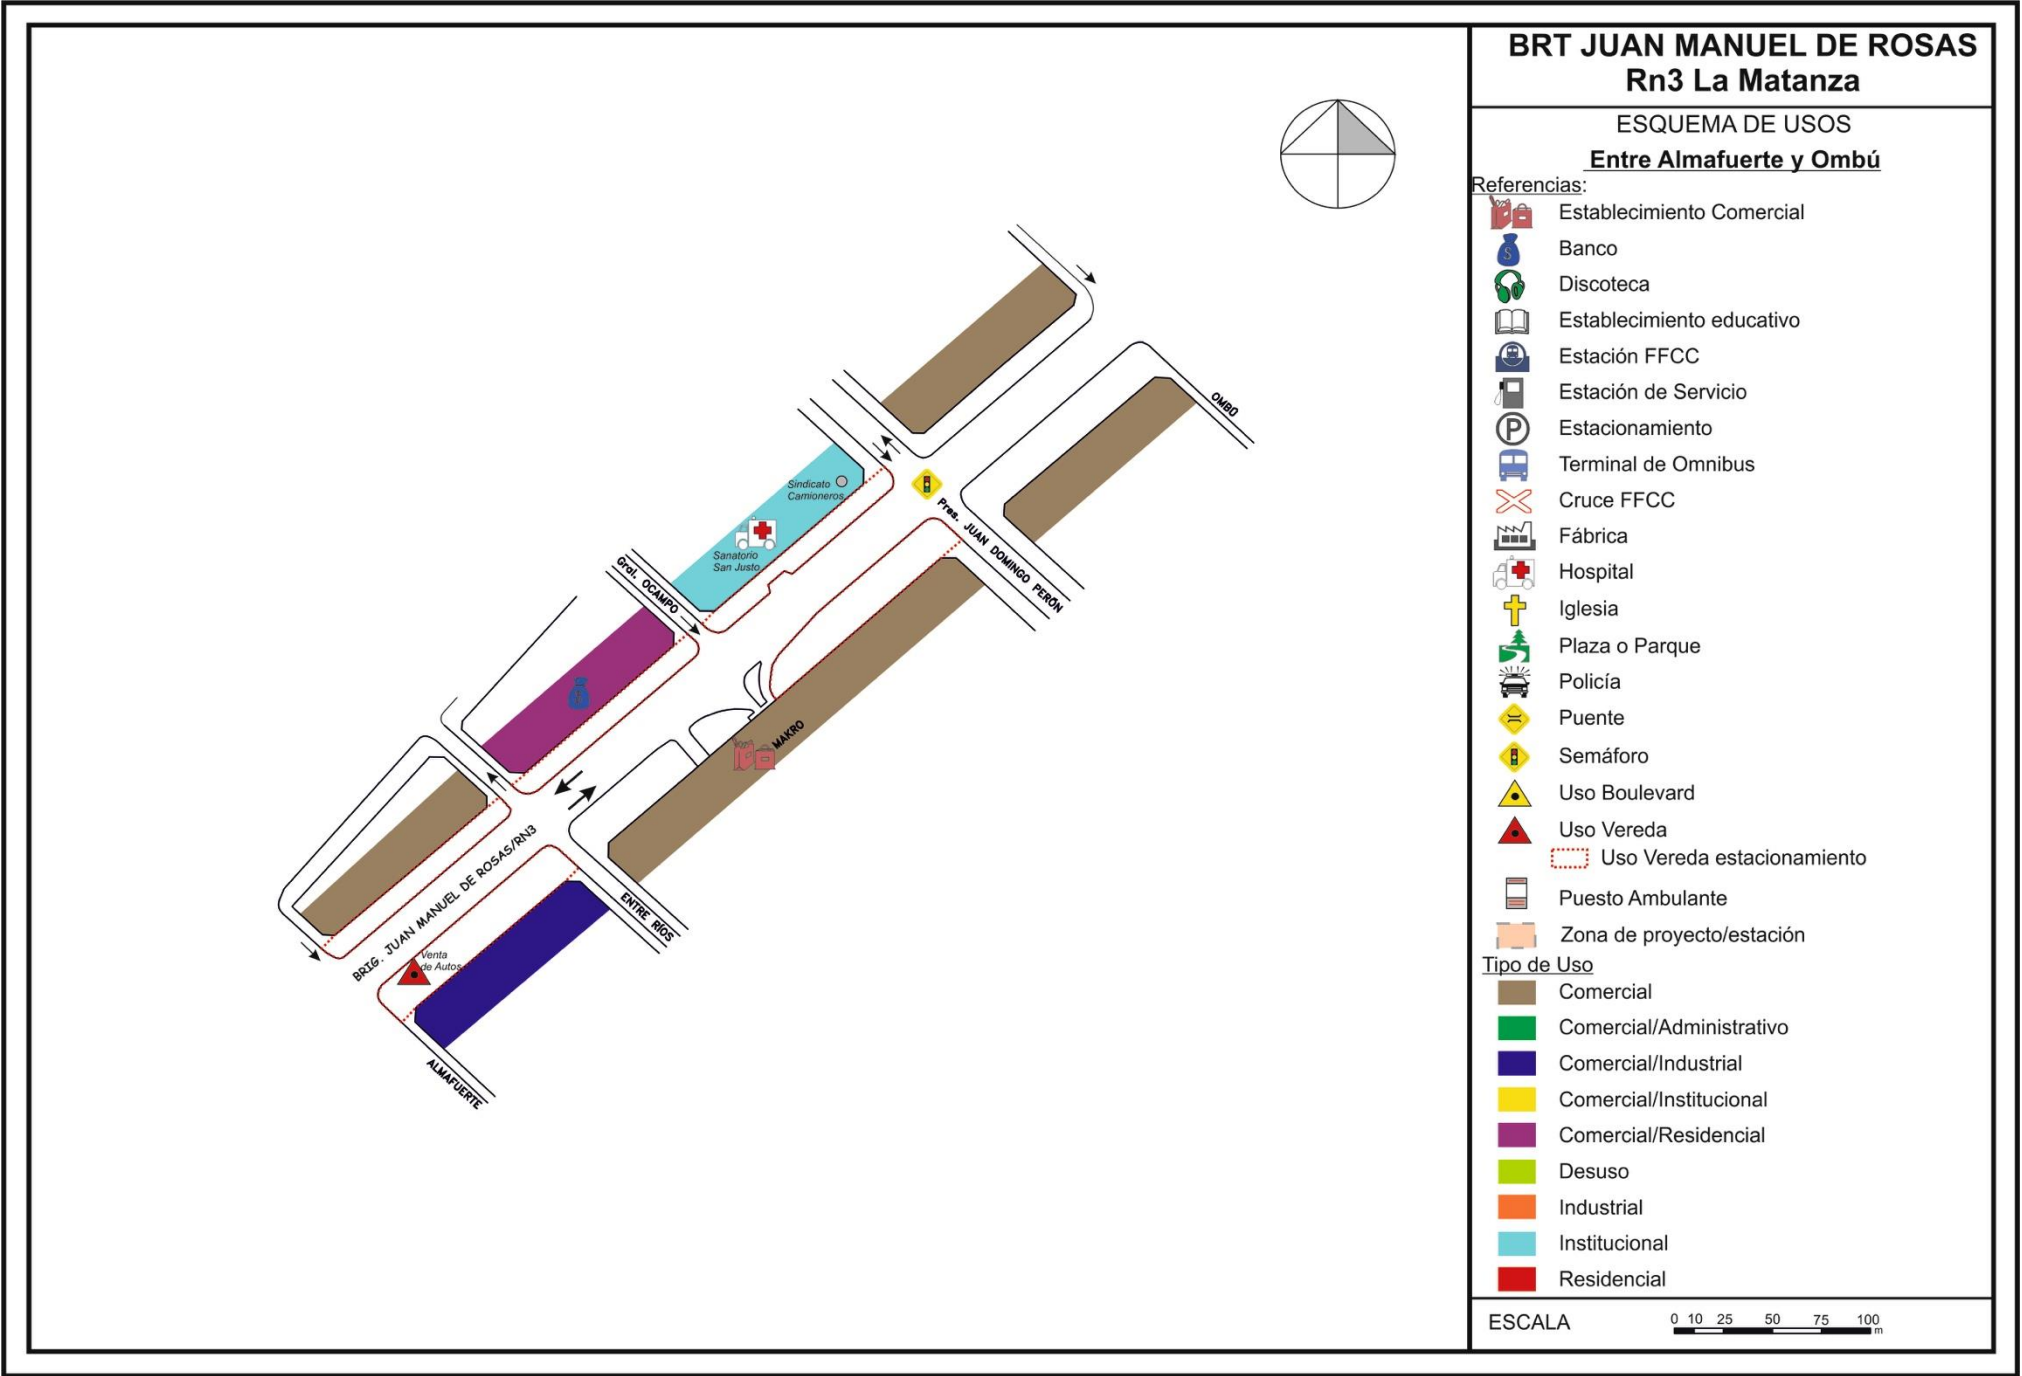 BRT JUAN MANUEL DE ROSAS
Rn3 La Matanza
ESQUEMA DE USOS
Entre Almafuerte y Ombú
Referencias:
Establecimiento Comercial
Banco
Discoteca
Establecimiento educativo
Estación FFCC
Estación de Servicio
Estacionamiento
Terminal de Omnibus
Cruce FFCC
Fábrica
Hospital
Iglesia
Plaza o Parque
Policía
Puente
Semáforo
Uso Boulevard
Uso Vereda
Uso Vereda estacionamiento
Puesto Ambulante
Zona de proyecto/estación
Tipo de Uso
Comercial
Comercial/Administrativo
Comercial/Industrial
Comercial/Institucional
Comercial/Residencial
Desuso
Industrial
Institucional
Residencial
ESCALA
0 10 25 50 75 100
m
OMBÚ
Sindicato
Camioneros
Pres. JUAN DOMINGO PERÓN
Sanatorio
San Justo
Gral. OCAMPO
MAKRO
BRIG. JUAN MANUEL DE ROSAS/RN3
ENTRE RÍOS
Venta
de Autos
ALMAFUERTE